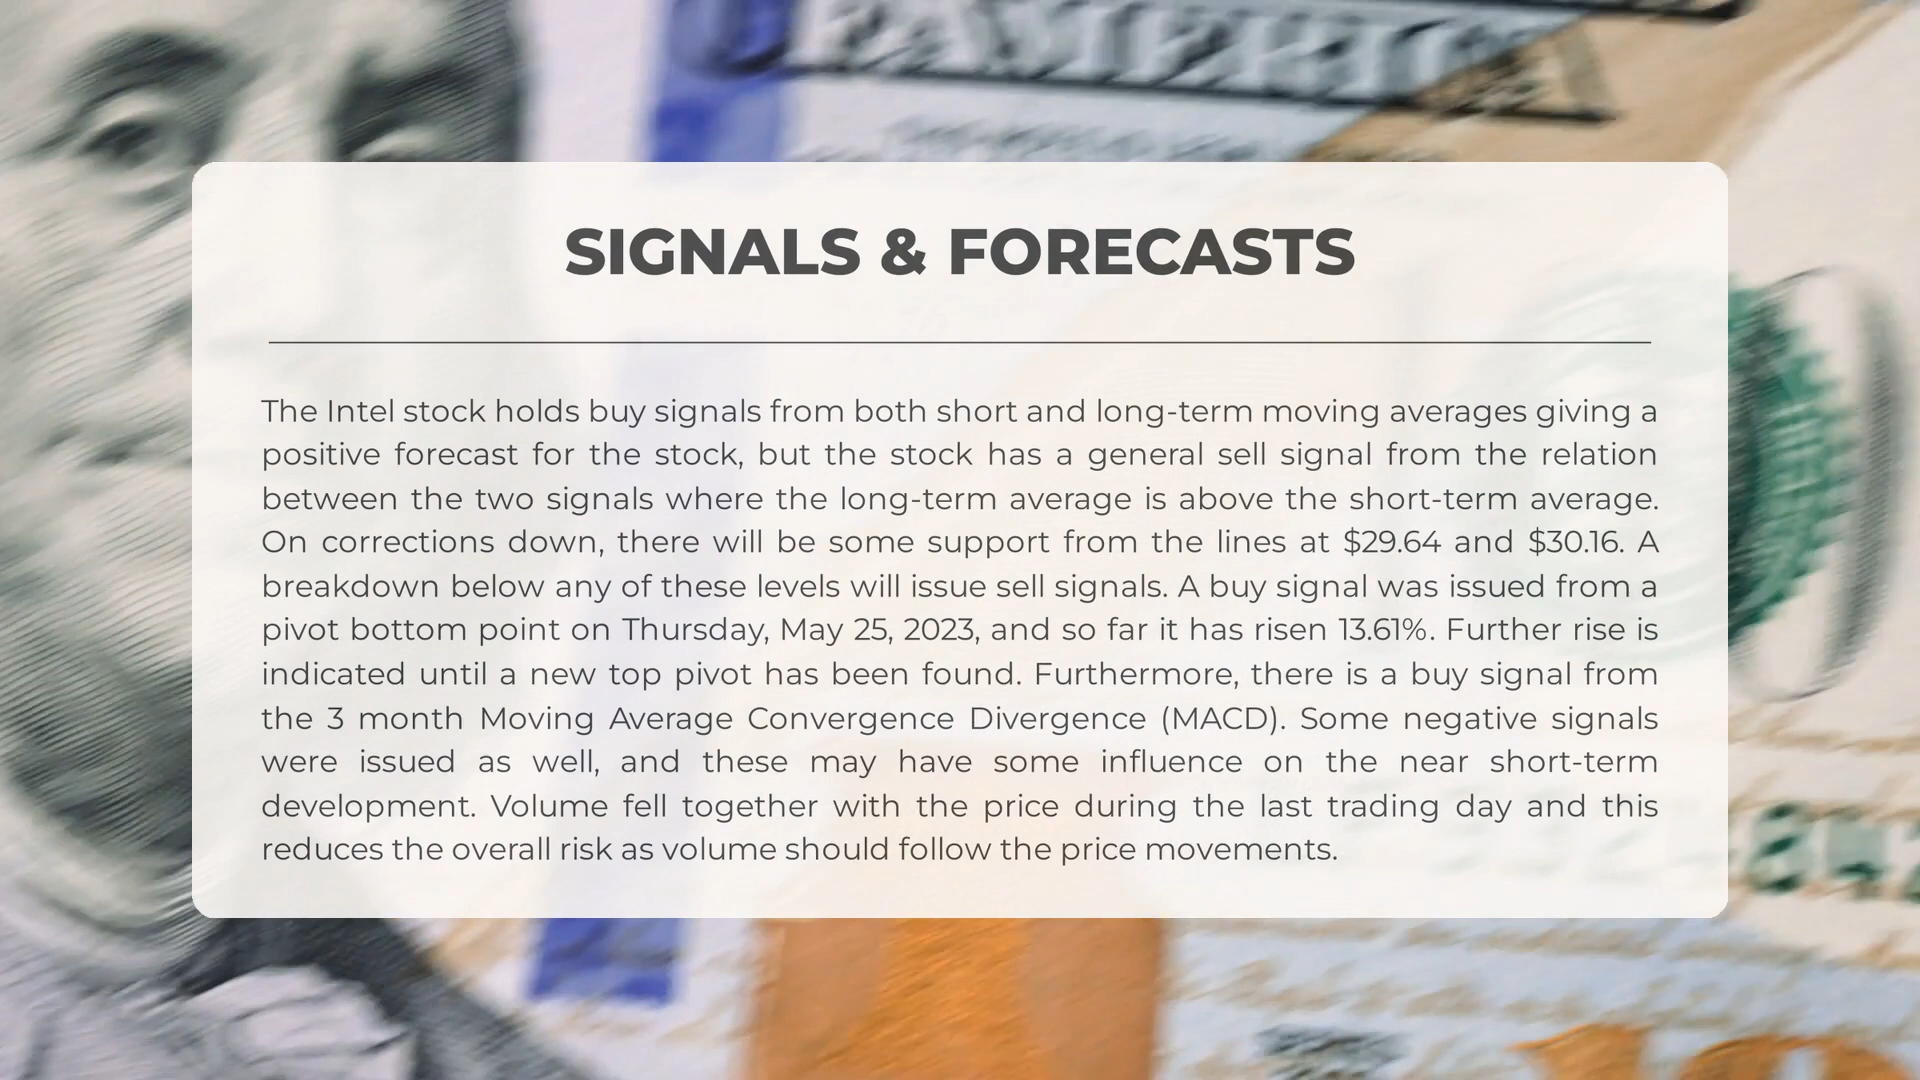 AMERICA
SIGNALS & FORECASTS
The Intel stock holds buy signals from both short and long-term moving averages giving a
positive forecast for the stock, but the stock has a general sell signal from the relation
between the two signals where the long-term average is above the short-term average.
On corrections down, there will be some support from the lines at $29.64 and $30.16. A
breakdown below any of these levels will issue sell signals. A buy signal was issued from a
pivot bottom point on Thursday, May 25, 2023, and so far it has risen 13.61%. Further rise is
indicated until a new top pivot has been found. Furthermore, there is a buy signal from
the 3 month Moving Average Convergence Divergence (MACD). Some negative signals
were issued as well, and these may have some influence on the near short-term
development. Volume fell together with the price during the last trading day and this
reduces the overall risk as volume should follow the price movements.